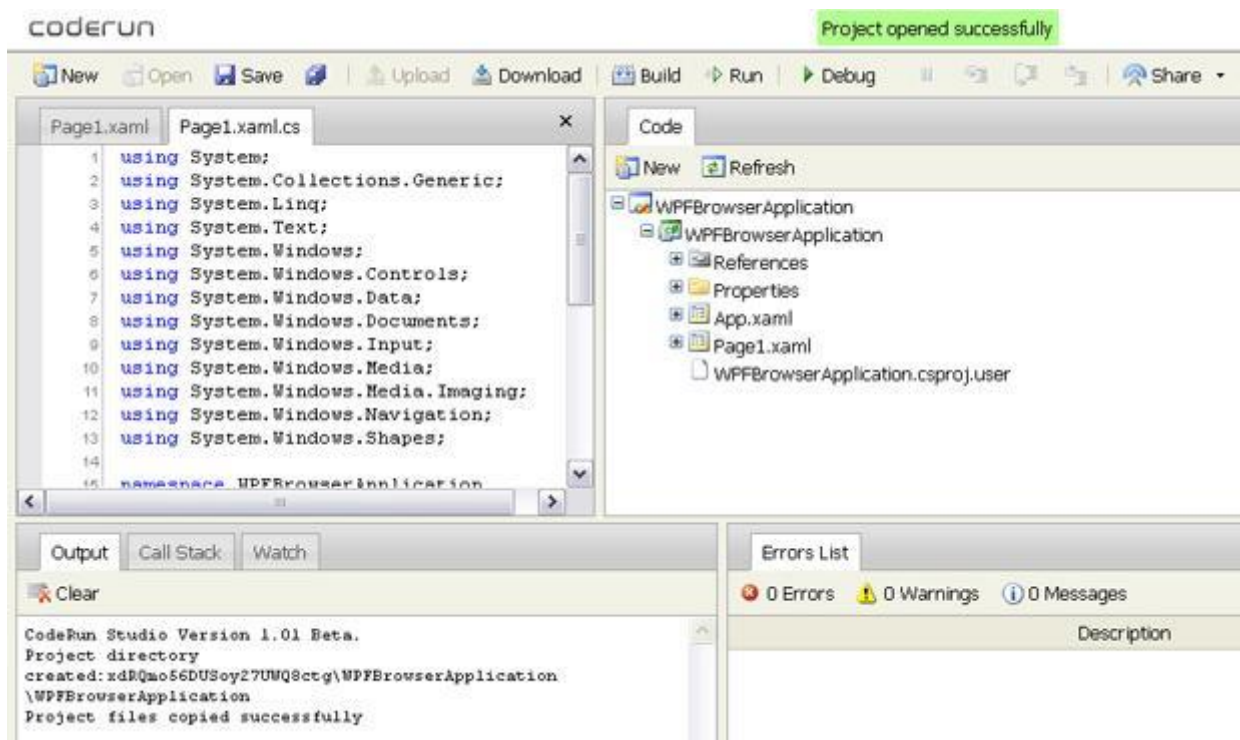 coderun
Project opened successfully
New Open Save Upload Download Build Run Debug Share
Page1.xaml Page1.xaml.cs
1 using System;
2 using System.Collections.Generic;
3 using System.Linq;
4 using System.Text;
5 using System.Windows;
6 using System.Windows.Controls;
7 using System.Windows.Data;
8 using System.Windows.Documents;
9 using System.Windows.Input;
10 using System.Windows.Media;
11 using System.Windows.Media.Imaging;
12 using System.Windows.Navigation;
13 using System.Windows.Shapes;
14
15 namespace WPFBrowserApplication
Code
New Refresh
WPFBrowserApplication
WPFBrowserApplication
References
Properties
App.xaml
Page1.xaml
WPFBrowserApplication.csproj.user
Output Call Stack Watch
Clear
CodeRun Studio Version 1.01 Beta.
Project directory
created:xdRQmo56DUSoy27UWQ8ctg\WPFBrowserApplication
\WPFBrowserApplication
Project files copied successfully
Errors List
0 Errors 0 Warnings 0 Messages
Description